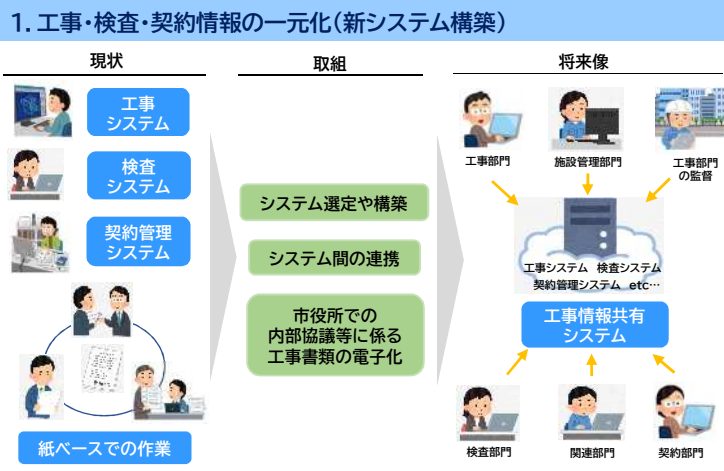 1. 工事・検査・契約情報の一元化(新システム構築)
現状
工事
システム
検査
システム
契約管理
システム
紙ベースでの作業
取組
システム選定や構築
システム間の連携
市役所での
内部協議等に係る
工事書類の電子化
将来像
工事部門
施設管理部門
工事部門
の監督
工事システム 検査システム
契約管理システム etc…
工事情報共有
システム
検査部門
関連部門
契約部門